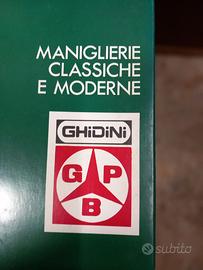 MANIGLIERIE
CLASSICHE
E MODERNE
GHiDiNi
G P
B
subito